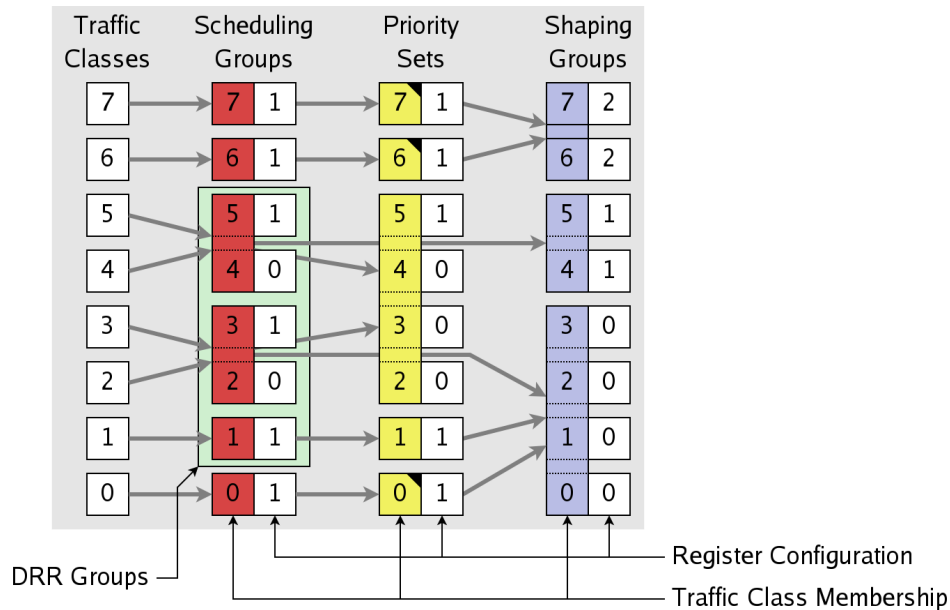 Traffic Scheduling Priority Shaping
Classes Groups Sets Groups
7 7 1 7 1 7 2
6 6 1 6 1 6 2
5 5 1 5 1 5 1
4 4 0 4 0 4 1
3 3 1 3 0 3 0
2 2 0 2 0 2 0
1 1 1 1 1 1 0
0 0 1 0 1 0 0
Register Configuration
DRR Groups
Traffic Class Membership